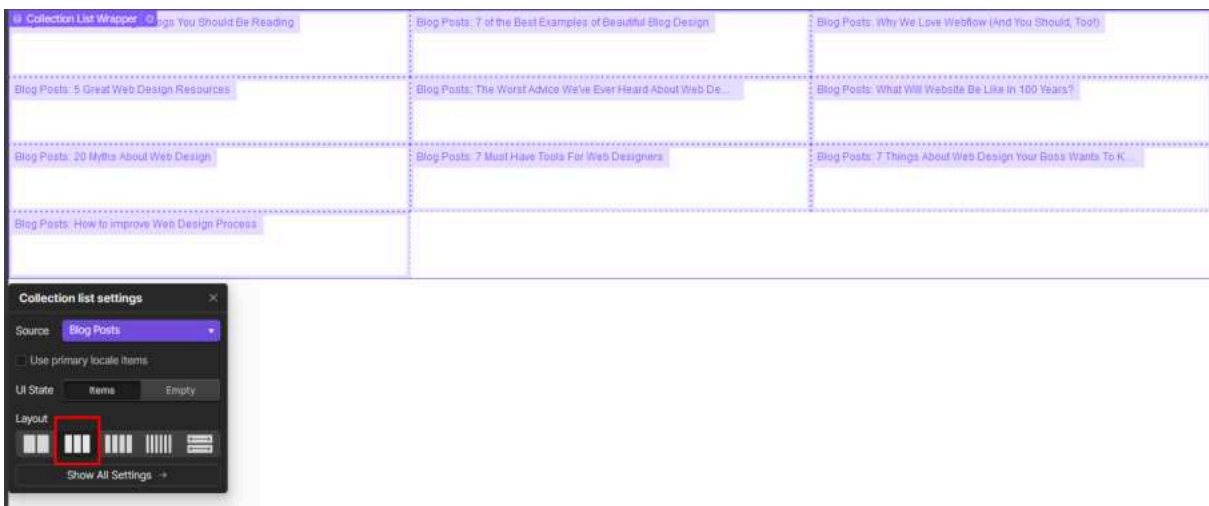 Collection List Wrapper
ogs You Should Be Reading
Blog Posts: 7 of the Best Examples of Beautiful Blog Design
Blog Posts: Why We Love Webflow (And You Should, Too!)
Blog Posts: 5 Great Web Design Resources
Blog Posts: The Worst Advice We've Ever Heard About Web De...
Blog Posts: What Will Website Be Like In 100 Years?
Blog Posts: 20 Myths About Web Design
Blog Posts: 7 Must Have Tools For Web Designers
Blog Posts: 7 Things About Web Design Your Boss Wants To K...
Blog Posts: How to improve Web Design Process
Collection list settings
Source Blog Posts
Use primary locale items
UI State Items Empty
Layout
Show All Settings →